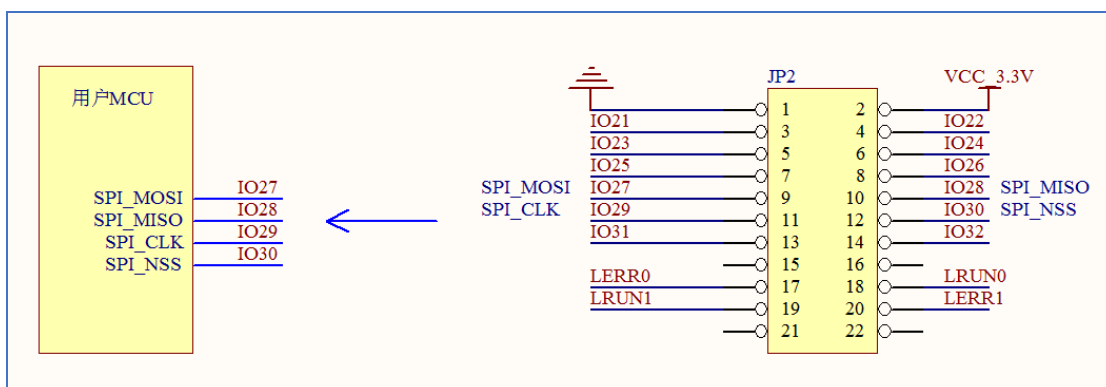 JP2
VCC_3.3V
用户MCU
1 2
IO21 IO22
3 4
IO23 IO24
5 6
IO25 IO26
7 8
SPI_MOSI IO27 IO28 SPI_MISO
9 10
SPI_CLK IO29 IO30 SPI_NSS
11 12
IO31 IO32
13 14
15 16
LERR0 LRUN0
17 18
LRUN1 LERR1
19 20
21 22
SPI_MOSI IO27
SPI_MISO IO28
SPI_CLK IO29
SPI_NSS IO30